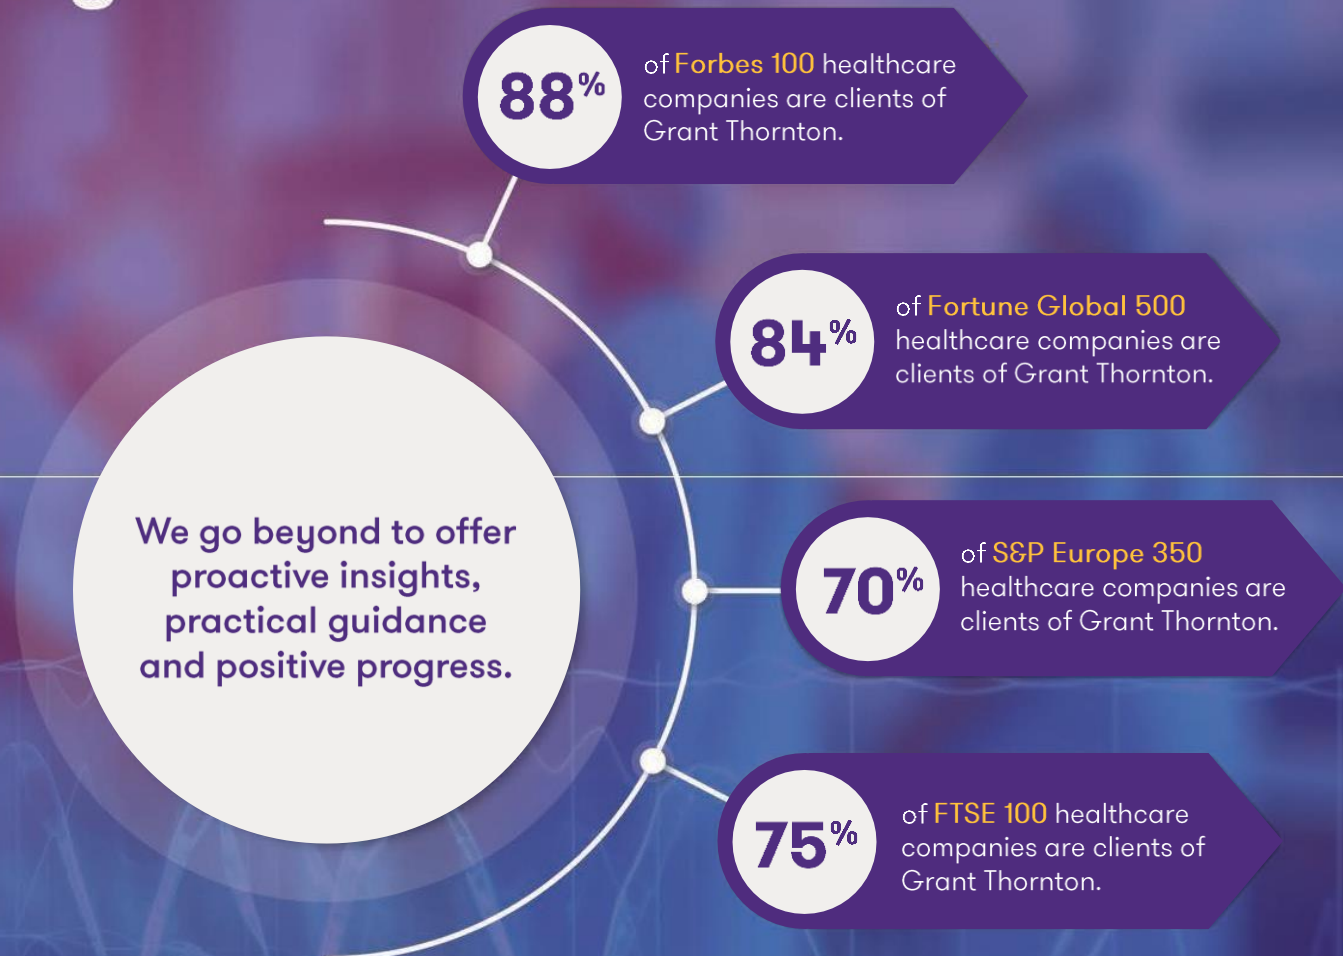 88%
of Forbes 100 healthcare
companies are clients of
Grant Thornton.
84%
of Fortune Global 500
healthcare companies are
clients of Grant Thornton.
We go beyond to offer
proactive insights,
practical guidance
and positive progress.
70%
of S&P Europe 350
healthcare companies are
clients of Grant Thornton.
75%
of FTSE 100 healthcare
companies are clients of
Grant Thornton.